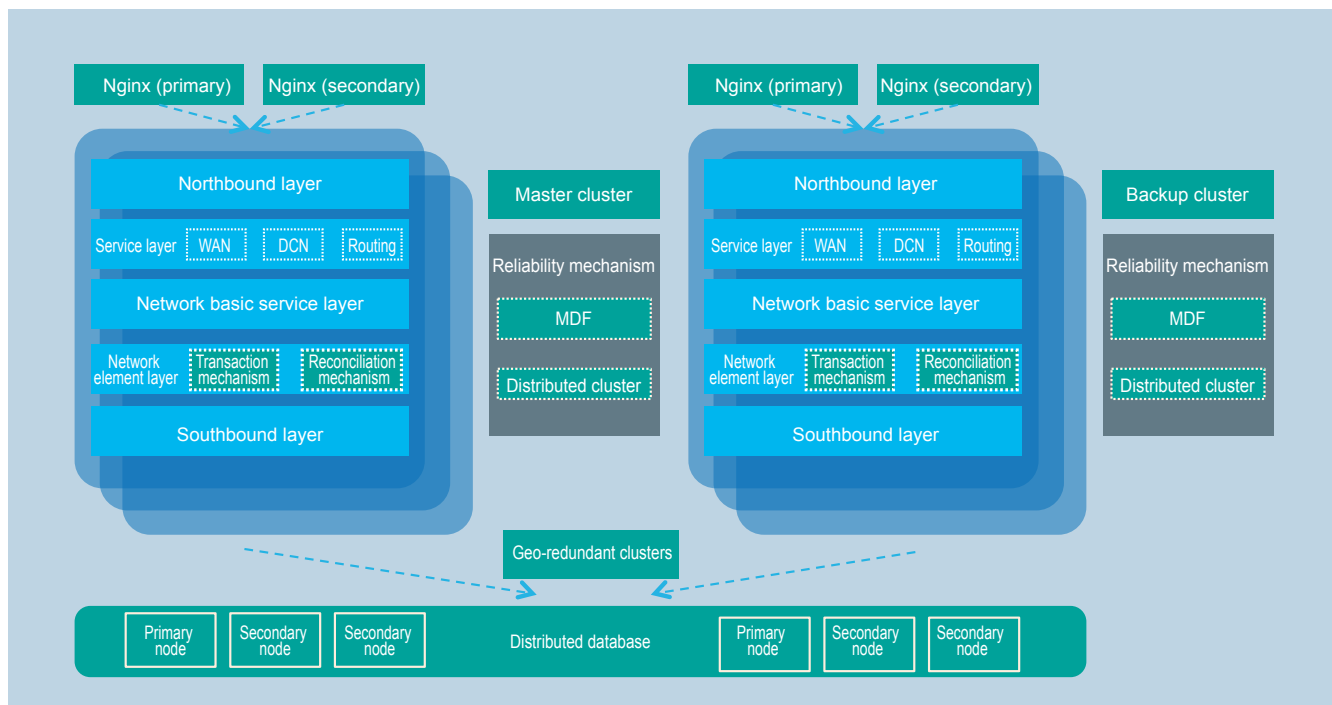 Nginx (primary)
Nginx (secondary)
Northbound layer
Service layer
WAN
DCN
Routing
Network basic service layer
Network
element layer
Transaction
mechanism
Reconciliation
mechanism
Southbound layer
Master cluster
Reliability mechanism
MDF
Distributed cluster
Nginx (primary)
Nginx (secondary)
Northbound layer
Service layer
WAN
DCN
Routing
Network basic service layer
Network
element layer
Transaction
mechanism
Reconciliation
mechanism
Southbound layer
Backup cluster
Reliability mechanism
MDF
Distributed cluster
Geo-redundant clusters
Primary
node
Secondary
node
Secondary
node
Distributed database
Primary
node
Secondary
node
Secondary
node